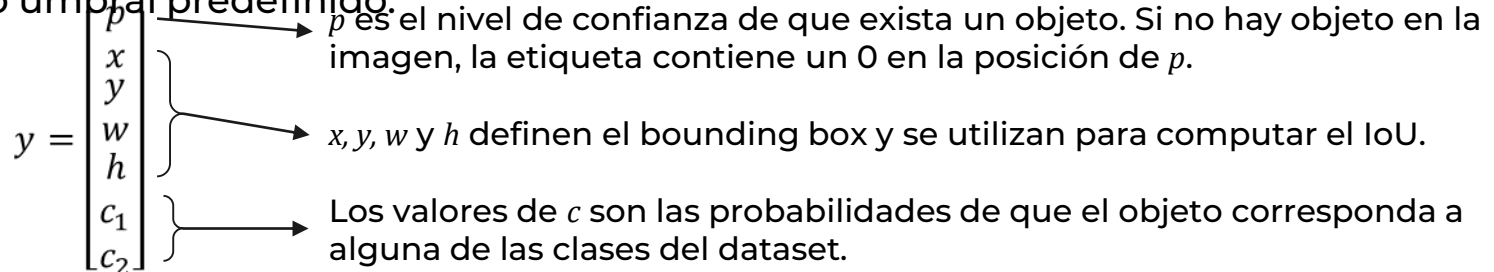 o umbral predefinido.
p es el nivel de confianza de que exista un objeto. Si no hay objeto en la
imagen, la etiqueta contiene un 0 en la posición de p.
y =
p
x
y
w
h
c₁
c₂
x, y, w y h definen el bounding box y se utilizan para computar el IoU.
Los valores de c son las probabilidades de que el objeto corresponda a
alguna de las clases del dataset.